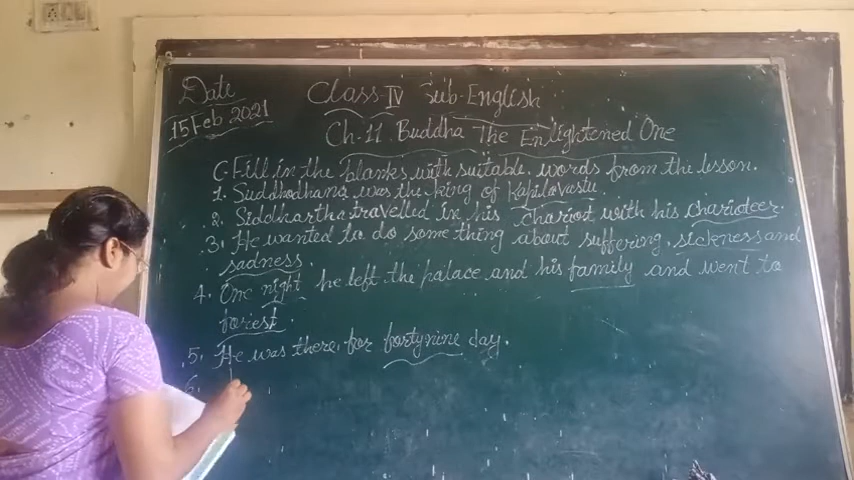 Date
15 Feb 2021
Class-IV Sub-English
Ch-11 Buddha The Enlightened One
C. Fill in the blanks with suitable words from the lesson.
1. Suddhodhana was the king of Kapilavastu.
2. Siddhartha travelled in his chariot with his charioteer.
3. He wanted to do something about suffering, sickness and
sadness.
4. One night he left the palace and his family and went to
forest.
5. He was there for fortynine day.
6.